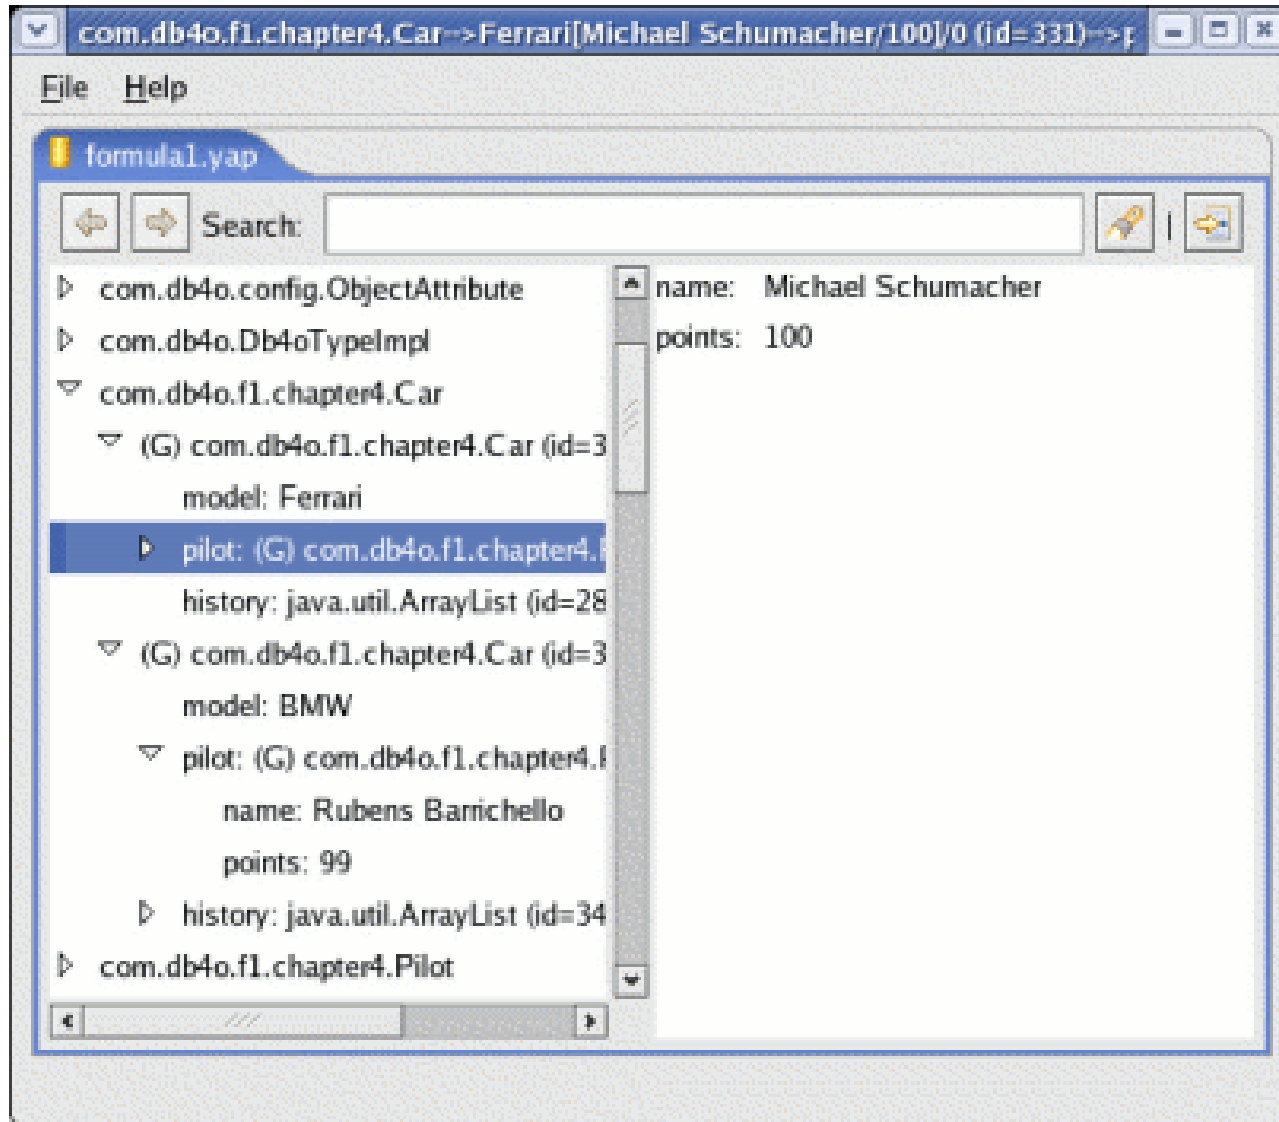 com.db4o.f1.chapter4.Car-->Ferrari[Michael Schumacher/100]/0 (id=331)-->p
File Help
formula1.yap
Search:
com.db4o.config.ObjectAttribute
com.db4o.Db4oTypeImpl
com.db4o.f1.chapter4.Car
(G) com.db4o.f1.chapter4.Car (id=3
model: Ferrari
pilot: (G) com.db4o.f1.chapter4.P
history: java.util.ArrayList (id=28
(G) com.db4o.f1.chapter4.Car (id=3
model: BMW
pilot: (G) com.db4o.f1.chapter4.P
name: Rubens Barrichello
points: 99
history: java.util.ArrayList (id=34
com.db4o.f1.chapter4.Pilot
name: Michael Schumacher
points: 100